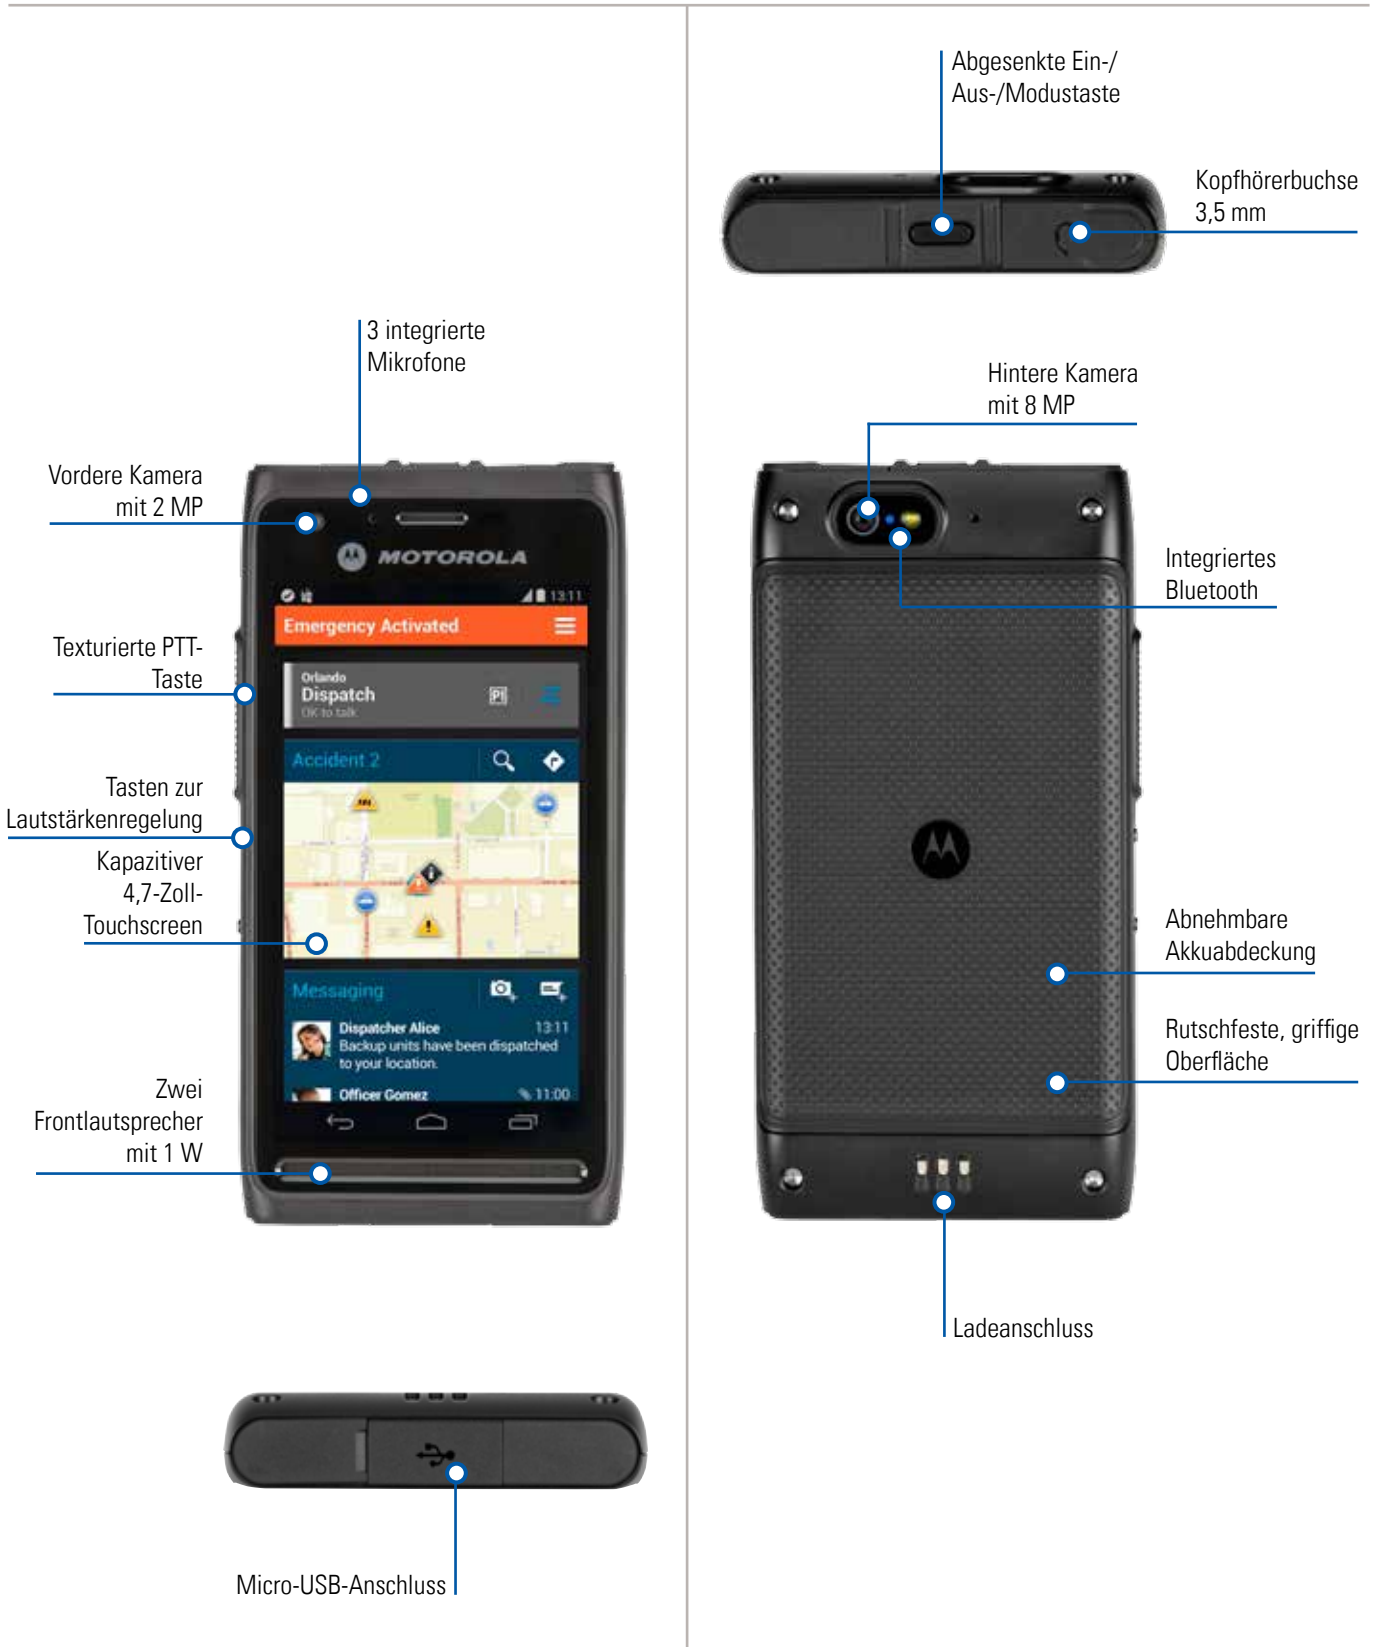 3 integrierte
Mikrofone
Vordere Kamera
mit 2 MP
MOTOROLA
13:11
Emergency Activated
Texturierte PTT-
Taste
Orlando
Dispatch
OK to talk
Accident 2
Tasten zur
Lautstärkenregelung
Kapazitiver
4,7-Zoll-
Touchscreen
Messaging
Dispatcher Alice 13:11
Backup units have been dispatched
to your location.
Officer Gomez 11:00
Zwei
Frontlautsprecher
mit 1 W
Micro-USB-Anschluss
Abgesenkte Ein-/
Aus-/Modustaste
Kopfhörerbuchse
3,5 mm
Hintere Kamera
mit 8 MP
Integriertes
Bluetooth
Abnehmbare
Akkuabdeckung
Rutschfeste, griffige
Oberfläche
Ladeanschluss